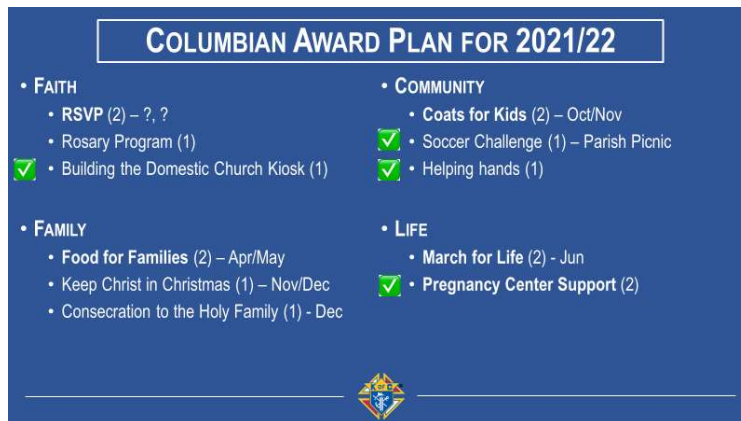 COLUMBIAN AWARD PLAN FOR 2021/22
• FAITH
• RSVP (2) – ?, ?
• Rosary Program (1)
• Building the Domestic Church Kiosk (1)
• FAMILY
• Food for Families (2) – Apr/May
• Keep Christ in Christmas (1) – Nov/Dec
• Consecration to the Holy Family (1) - Dec
• COMMUNITY
• Coats for Kids (2) – Oct/Nov
• Soccer Challenge (1) – Parish Picnic
• Helping hands (1)
• LIFE
• March for Life (2) - Jun
• Pregnancy Center Support (2)
K OF C